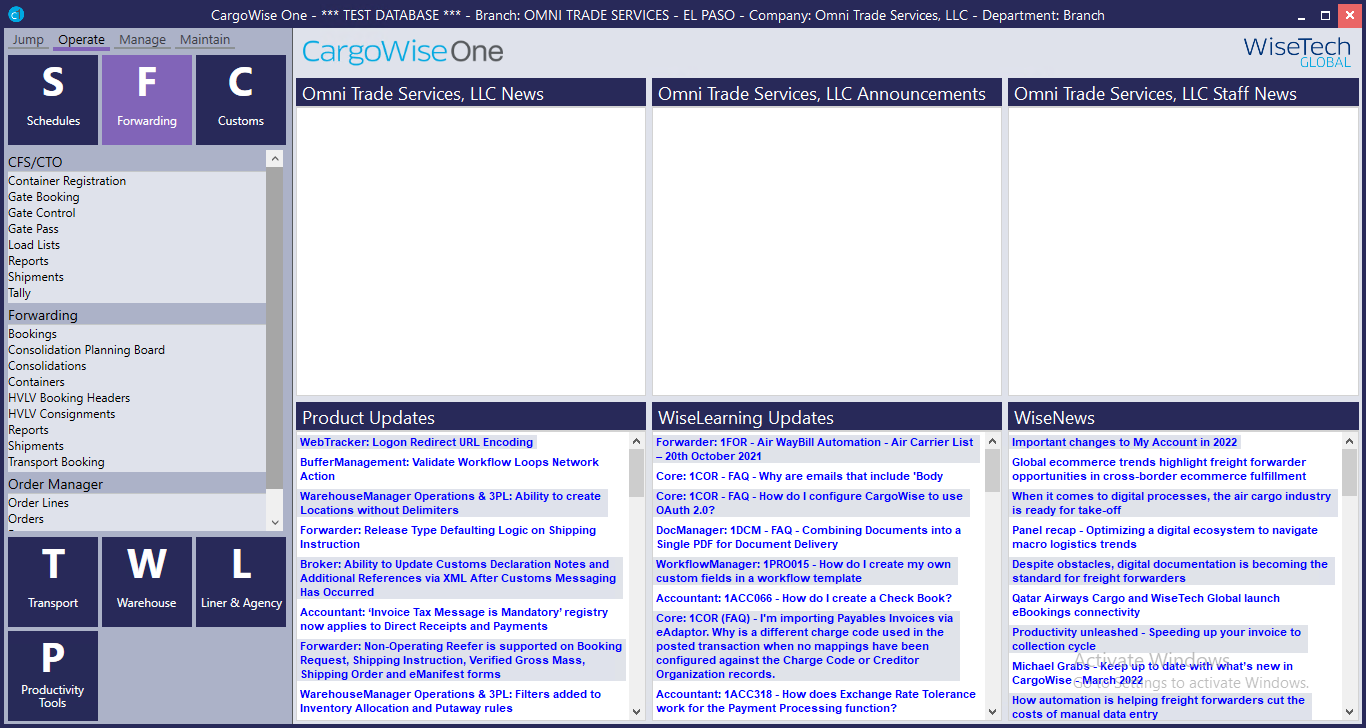 CargoWise One - *** TEST DATABASE *** - Branch: OMNI TRADE SERVICES - EL PASO - Company: Omni Trade Services, LLC - Department: Branch
Jump Operate Manage Maintain
S
Schedules
F
Forwarding
C
Customs
CFS/CTO
Container Registration
Gate Booking
Gate Control
Gate Pass
Load Lists
Reports
Shipments
Tally
Forwarding
Bookings
Consolidation Planning Board
Consolidations
Containers
HVLV Booking Headers
HVLV Consignments
Reports
Shipments
Transport Booking
Order Manager
Order Lines
Orders
T
Transport
W
Warehouse
L
Liner & Agency
P
Productivity
Tools
CargoWise One
WiseTech
GLOBAL
Omni Trade Services, LLC News
Omni Trade Services, LLC Announcements
Omni Trade Services, LLC Staff News
Product Updates
WebTracker: Logon Redirect URL Encoding
BufferManagement: Validate Workflow Loops Network
Action
WarehouseManager Operations & 3PL: Ability to create
Locations without Delimiters
Forwarder: Release Type Defaulting Logic on Shipping
Instruction
Broker: Ability to Update Customs Declaration Notes and
Additional References via XML After Customs Messaging
Has Occurred
Accountant: ‘Invoice Tax Message is Mandatory’ registry
now applies to Direct Receipts and Payments
Forwarder: Non-Operating Reefer is supported on Booking
Request, Shipping Instruction, Verified Gross Mass,
Shipping Order and eManifest forms
WarehouseManager Operations & 3PL: Filters added to
Inventory Allocation and Putaway rules
WiseLearning Updates
Forwarder: 1FOR - Air WayBill Automation - Air Carrier List
– 20th October 2021
Core: 1COR - FAQ - Why are emails that include 'Body
Core: 1COR - FAQ - How do I configure CargoWise to use
OAuth 2.0?
DocManager: 1DCM - FAQ - Combining Documents into a
Single PDF for Document Delivery
WorkflowManager: 1PRO015 - How do I create my own
custom fields in a workflow template
Accountant: 1ACC066 - How do I create a Check Book?
Core: 1COR (FAQ) - I'm importing Payables Invoices via
eAdaptor. Why is a different charge code used in the
posted transaction when no mappings have been
configured against the Charge Code or Creditor
Organization records.
Accountant: 1ACC318 - How does Exchange Rate Tolerance
work for the Payment Processing function?
WiseNews
Important changes to My Account in 2022
Global ecommerce trends highlight freight forwarder
opportunities in cross-border ecommerce fulfillment
When it comes to digital processes, the air cargo industry
is ready for take-off
Panel recap - Optimizing a digital ecosystem to navigate
macro logistics trends
Despite obstacles, digital documentation is becoming the
standard for freight forwarders
Qatar Airways Cargo and WiseTech Global launch
eBookings connectivity
Productivity unleashed - Speeding up your invoice to
collection cycle
Michael Grabs - Keep up to date with what's new in
CargoWise - March 2022
How automation is helping freight forwarders cut the
costs of manual data entry
Activate Windows
Go to Settings to activate Windows.